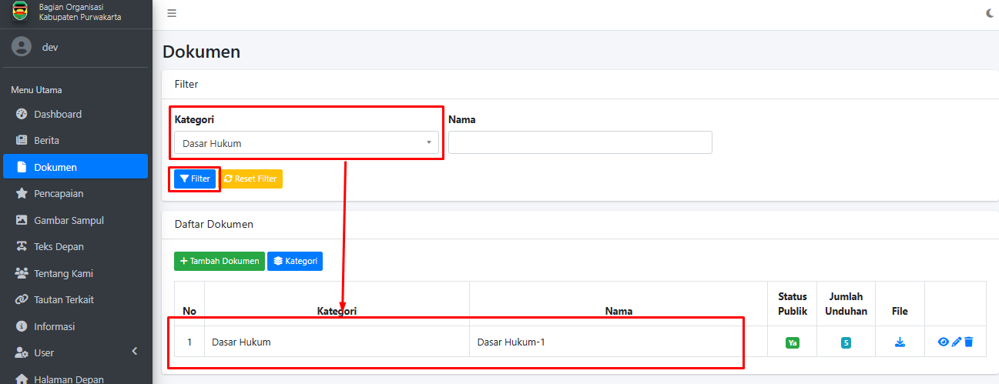 Bagian Organisasi
Kabupaten Purwakarta
dev
Menu Utama
Dashboard
Berita
Dokumen
Pencapaian
Gambar Sampul
Teks Depan
Tentang Kami
Tautan Terkait
Informasi
User
Halaman Depan
Dokumen
Filter
Kategori
Nama
Dasar Hukum
Filter
Reset Filter
Daftar Dokumen
Tambah Dokumen
Kategori
No
Kategori
Nama
Status
Publik
Jumlah
Unduhan
File
1
Dasar Hukum
Dasar Hukum-1
Ya
5